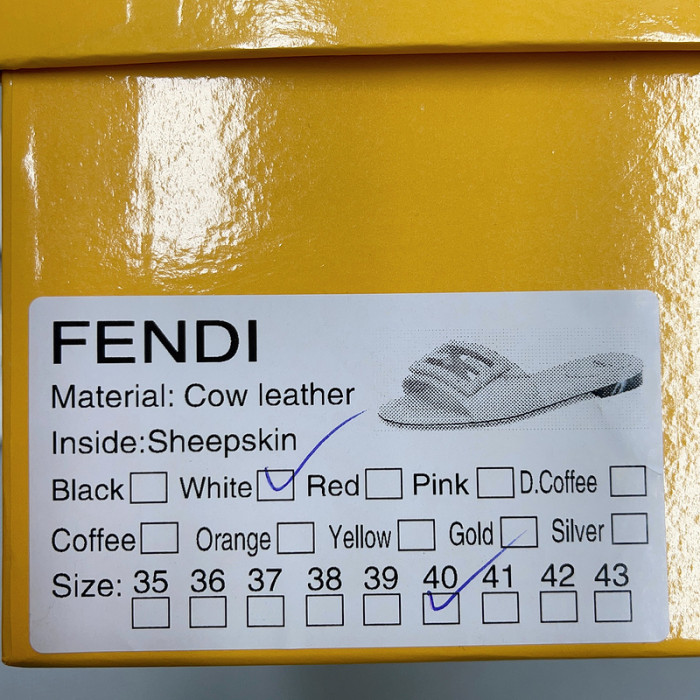 FENDI
Material: Cow leather
Inside:Sheepskin
Black White Red Pink D.Coffee
Coffee Orange Yellow Gold Silver
Size: 35 36 37 38 39 40 41 42 43